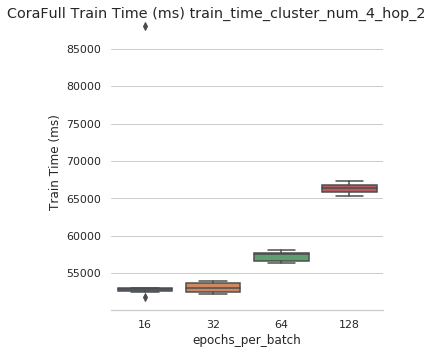 CoraFull Train Time (ms) train_time_cluster_num_4_hop_2
85000
80000
75000
70000
65000
60000
55000
Train Time (ms)
16 32 64 128
epochs_per_batch